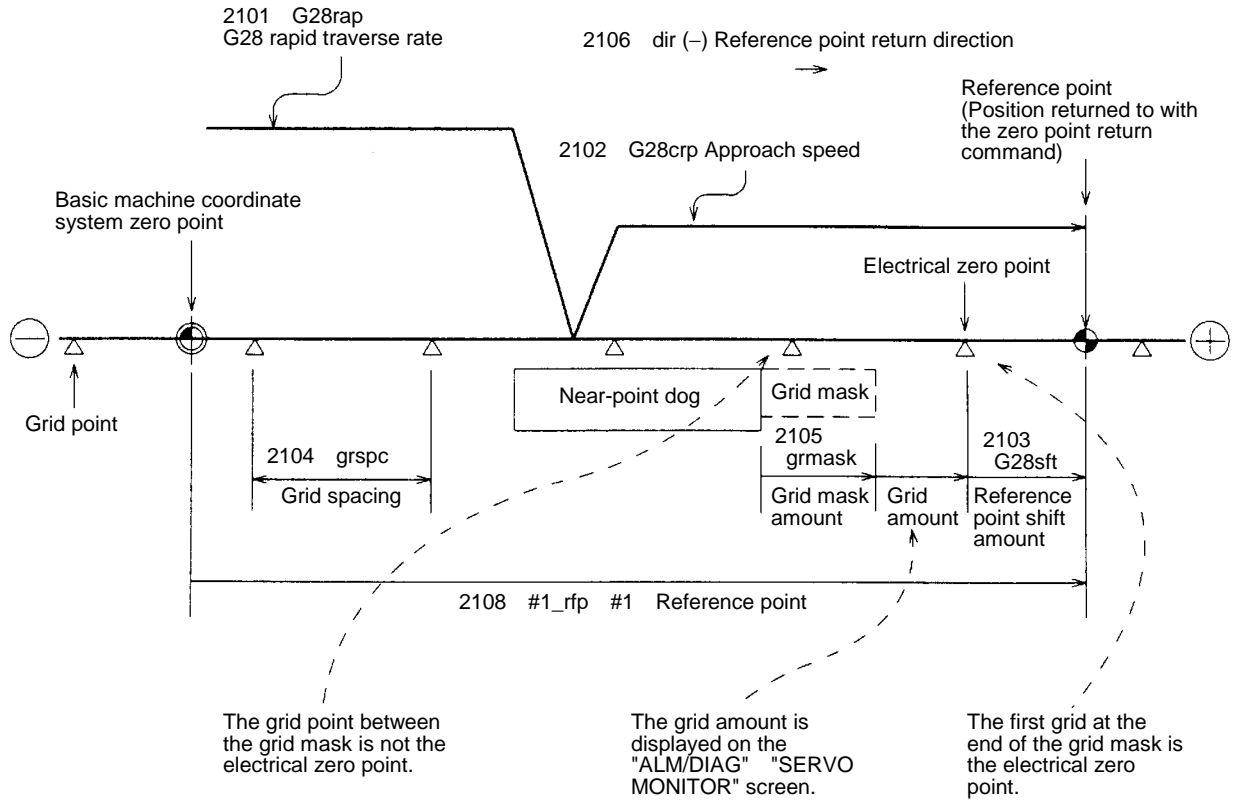 2101 G28rap
G28 rapid traverse rate
2106 dir (–) Reference point return direction
Reference point
(Position returned to with
the zero point return
command)
2102 G28crp Approach speed
Basic machine coordinate
system zero point
Electrical zero point
Near-point dog
Grid mask
Grid point
2104 grspc
Grid spacing
2105
grmask
Grid mask
amount
Grid
amount
2103
G28sft
Reference
point shift
amount
2108 #1_rfp #1 Reference point
The grid point between
the grid mask is not the
electrical zero point.
The grid amount is
displayed on the
"ALM/DIAG" "SERVO
MONITOR" screen.
The first grid at the
end of the grid mask is
the electrical zero
point.